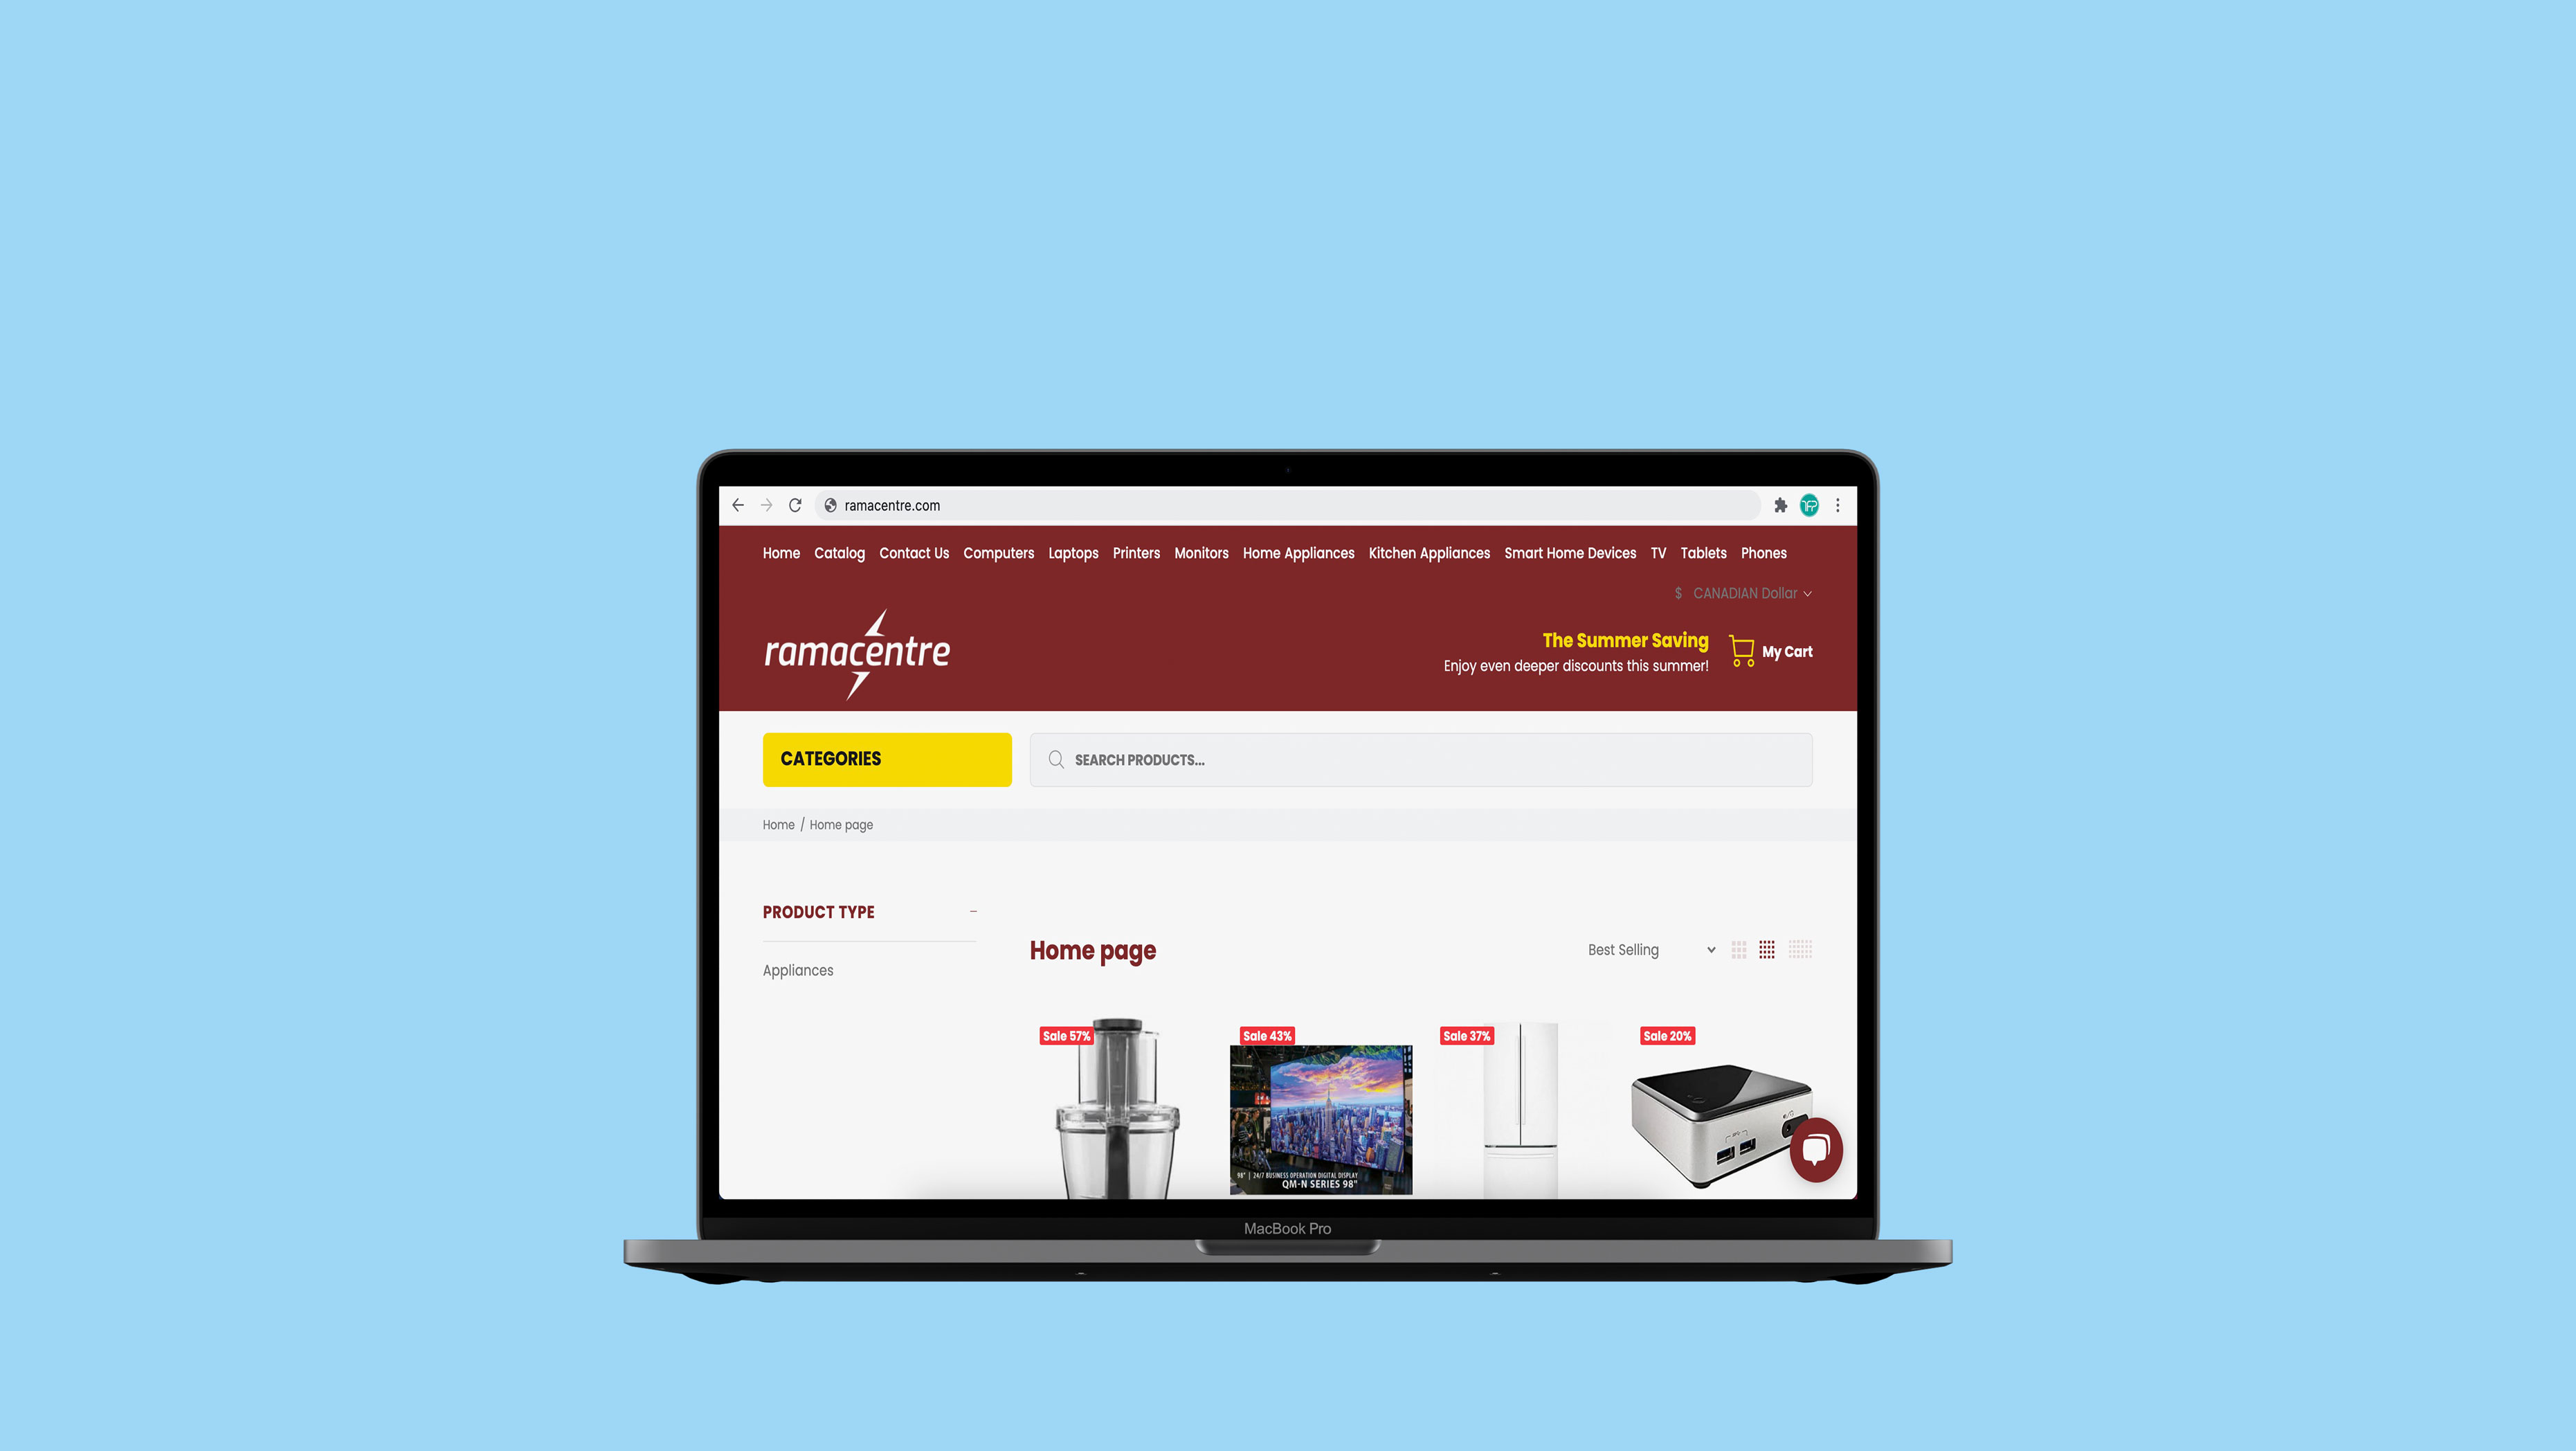 ramacentre.com
Home Catalog Contact Us Computers Laptops Printers Monitors Home Appliances Kitchen Appliances Smart Home Devices TV Tablets Phones
$ CANADIAN Dollar
ramacentre
The Summer Saving
Enjoy even deeper discounts this summer!
My Cart
CATEGORIES
SEARCH PRODUCTS...
Home / Home page
PRODUCT TYPE
Appliances
Home page
Best Selling
Sale 57% Sale 43% Sale 37% Sale 20%
98" | 24/7 BUSINESS OPERATION DIGITAL DISPLAY
QM-N SERIES 98"
MacBook Pro